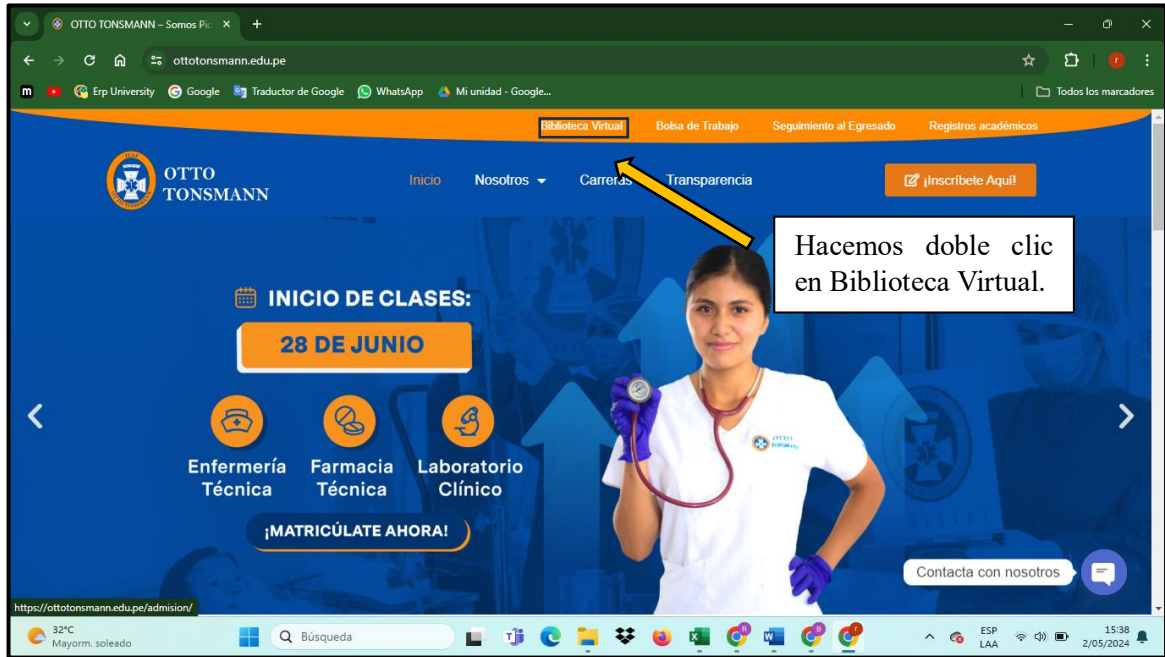 OTTO TONSMANN – Somos Pio
ottotonsmann.edu.pe
m
Erp University
Google
Traductor de Google
WhatsApp
Mi unidad - Google...
Todos los marcadores
Biblioteca Virtual
Bolsa de Trabajo
Seguimiento al Egresado
Registros académicos
OTTO
TONSMANN
Inicio
Nosotros
Carreras
Transparencia
¡Inscríbete Aquí!
Hacemos doble clic
en Biblioteca Virtual.
INICIO DE CLASES:
28 DE JUNIO
Enfermería
Técnica
Farmacia
Técnica
Laboratorio
Clínico
¡MATRICÚLATE AHORA!
OTTO
TONSMANN
Contacta con nosotros
https://ottotonsmann.edu.pe/admision/
32°C
Mayorm. soleado
Búsqueda
ESP
LAA
15:38
2/05/2024